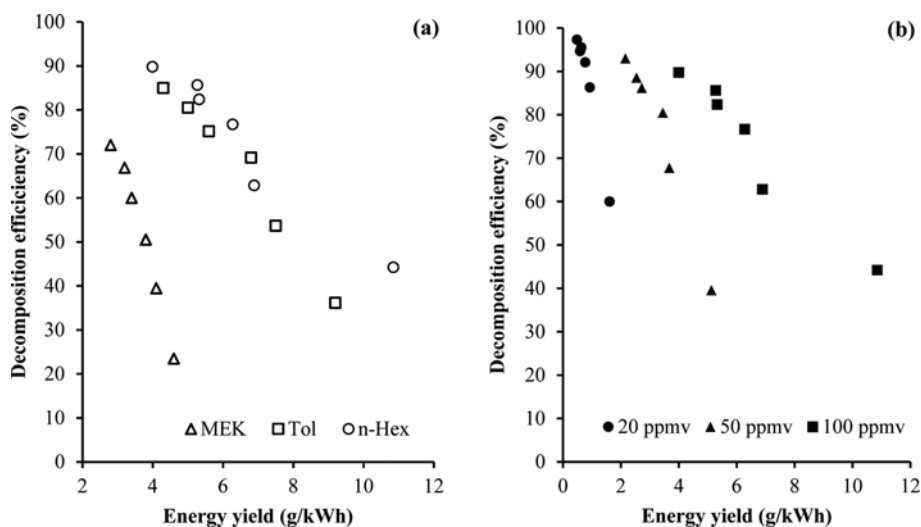 (a)
Decomposition efficiciency (%)
100
90
80
70
60
50
40
30
20
10
0
MEK Tol n-Hex
2 4 6 8 10 12
Energy yield (g/kWh)
(b)
Decomposition efficiency (%)
100
90
80
70
60
50
40
30
20
10
0
20 ppmv 50 ppmv 100 ppmv
0 2 4 6 8 10 12
Energy yield (g/kWh)